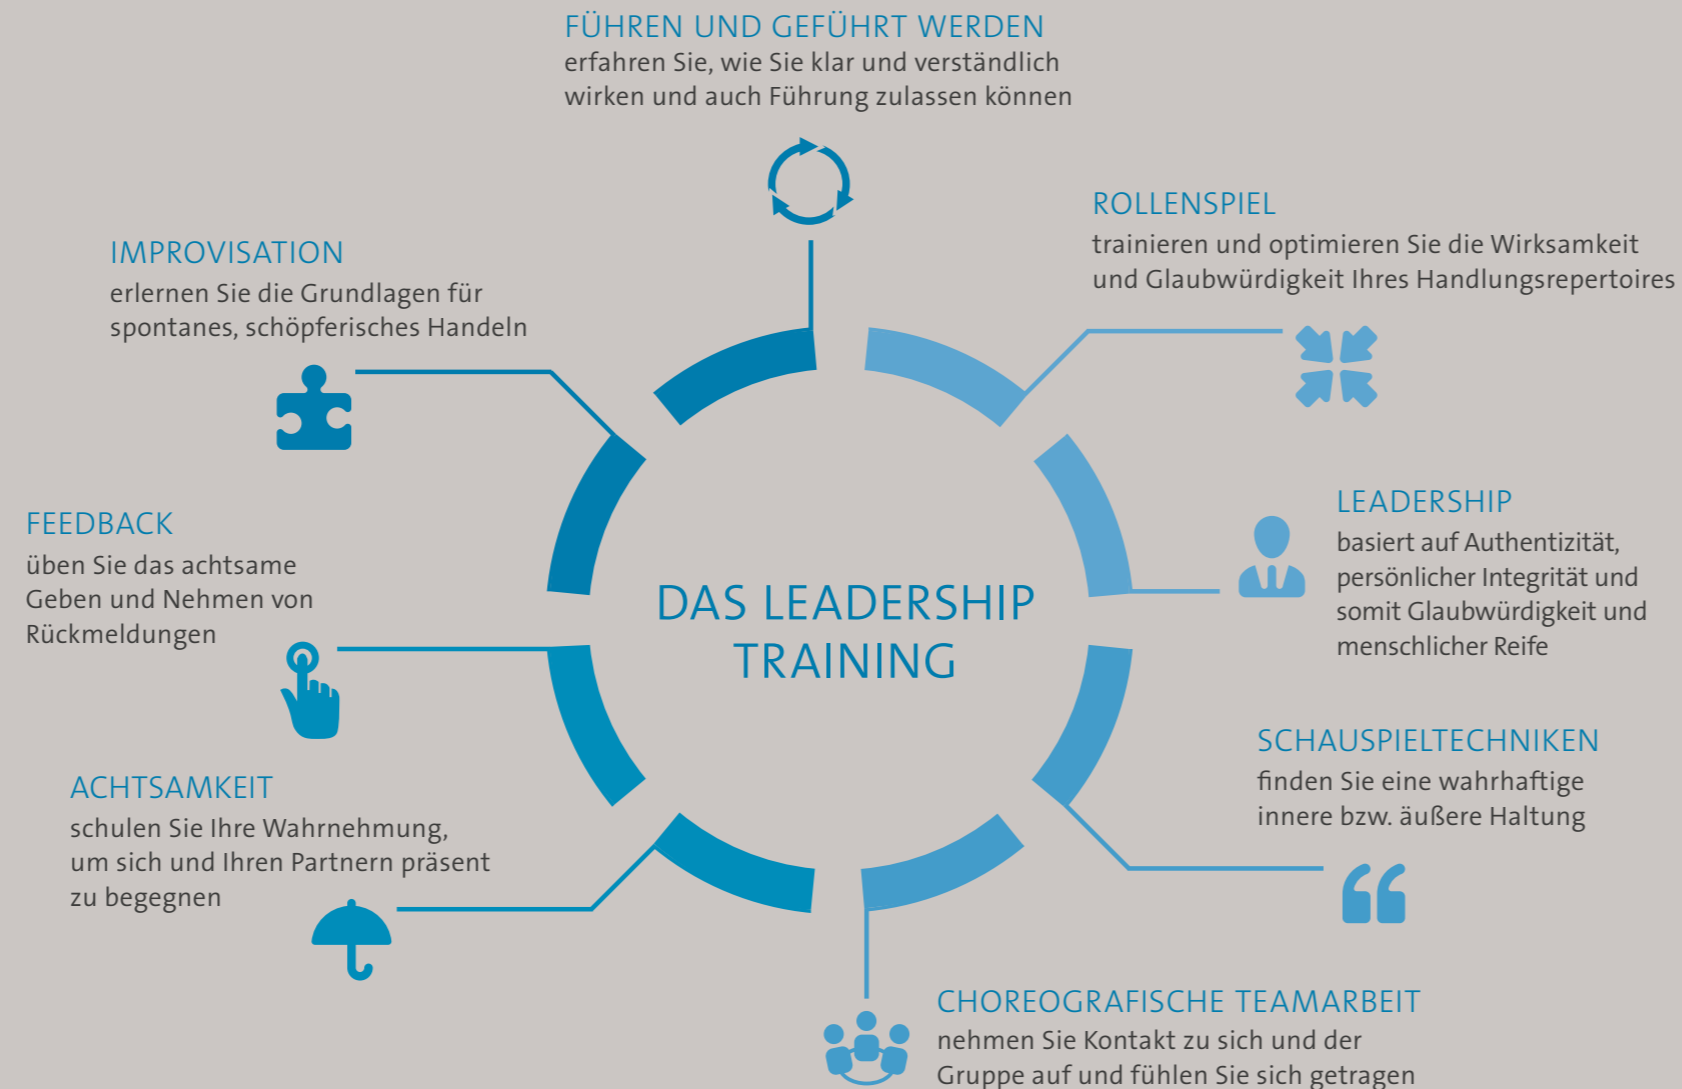 FÜHREN UND GEFÜHRT WERDEN
erfahren Sie, wie Sie klar und verständlich
wirken und auch Führung zulassen können
ROLLENSPIEL
trainieren und optimieren Sie die Wirksamkeit
und Glaubwürdigkeit Ihres Handlungsrepertoires
IMPROVISATION
erlernen Sie die Grundlagen für
spontanes, schöpferisches Handeln
LEADERSHIP
basiert auf Authentizität,
persönlicher Integrität und
somit Glaubwürdigkeit und
menschlicher Reife
FEEDBACK
üben Sie das achtsame
Geben und Nehmen von
Rückmeldungen
DAS LEADERSHIP
TRAINING
SCHAUSPIELTECHNIKEN
finden Sie eine wahrhaftige
innere bzw. äußere Haltung
ACHTSAMKEIT
schulen Sie Ihre Wahrnehmung,
um sich und Ihren Partnern präsent
zu begegnen
CHOREOGRAFISCHE TEAMARBEIT
nehmen Sie Kontakt zu sich und der
Gruppe auf und fühlen Sie sich getragen